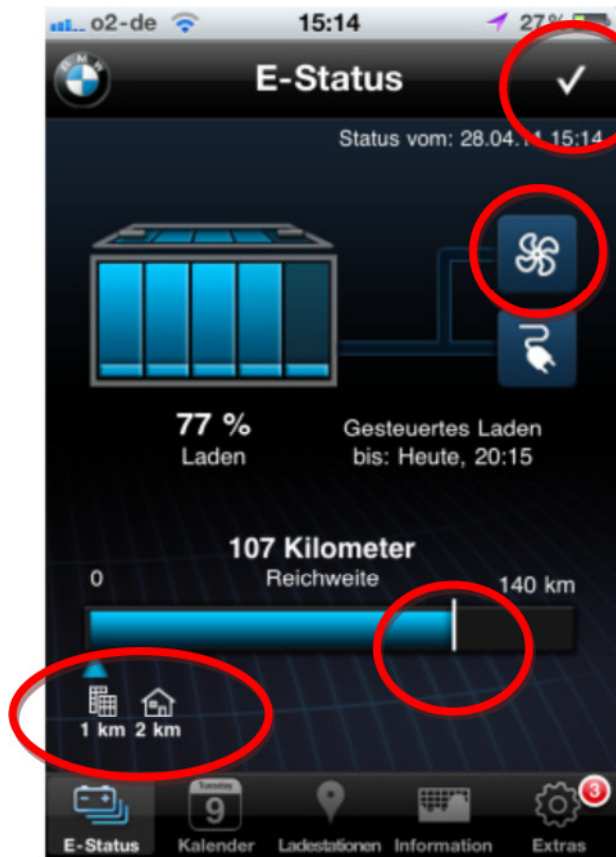 o2-de 15:14 27%
BMW
E-Status
Status vom: 28.04.11 15:14
77 %
Laden
Gesteuertes Laden
bis: Heute, 20:15
107 Kilometer
Reichweite
0
140 km
1 km 2 km
Tuesday
9
3
E-Status Kalender Ladestationen Information Extras